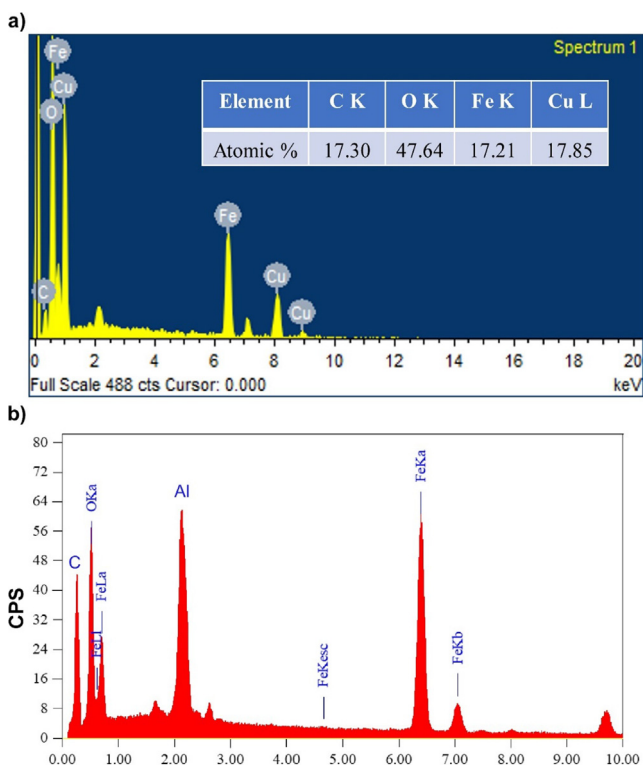 a)
Spectrum 1
Fe
Cu
O
C
Fe
Cu
Cu
Element C K O K Fe K Cu L
Atomic % 17.30 47.64 17.21 17.85
0 2 4 6 8 10 12 14 16 18 20
Full Scale 488 cts Cursor: 0.000 keV
b)
80
72
64
56
48
40
32
24
16
8
0
CPS
C
OKa
FeLl
FeLa
Al
FeKesc
FeKa
FeKb
0.00 1.00 2.00 3.00 4.00 5.00 6.00 7.00 8.00 9.00 10.00